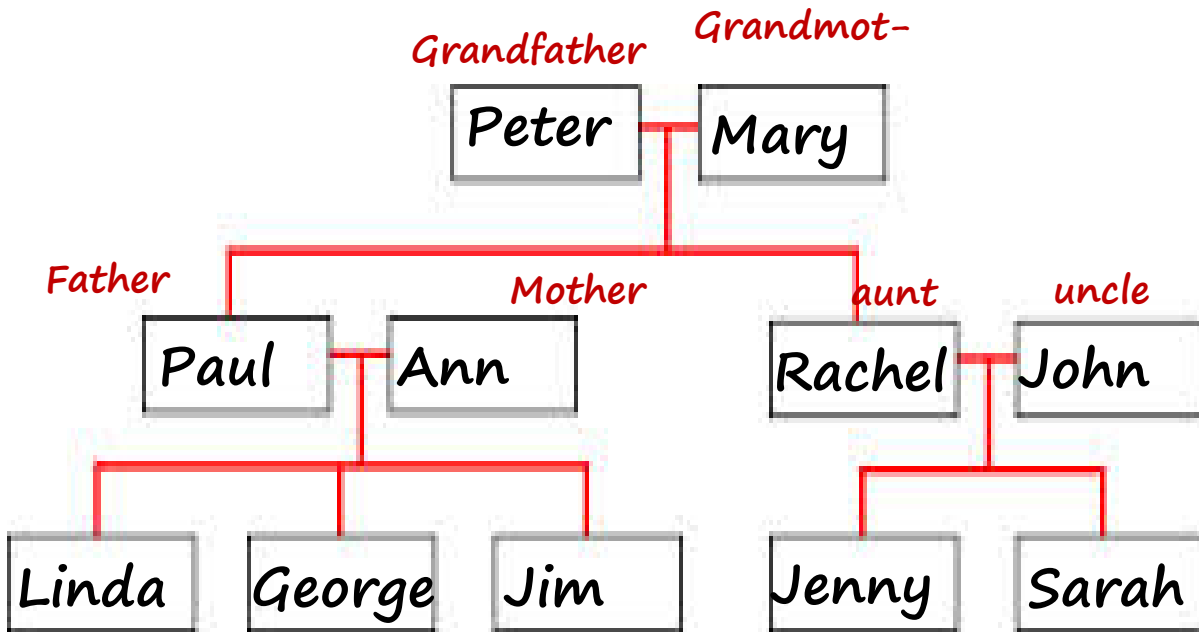 Grandfather
Grandmot-
Peter
Mary
Father
Mother
aunt
uncle
Paul
Ann
Rachel
John
Linda
George
Jim
Jenny
Sarah